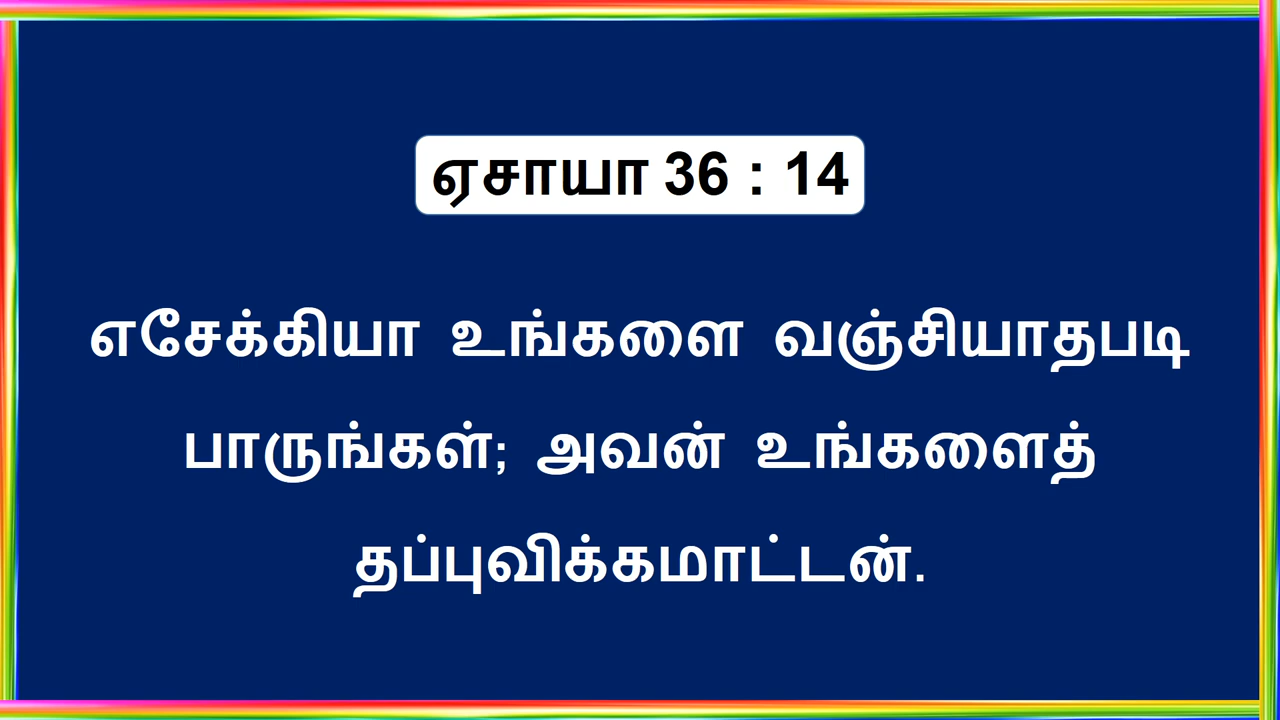 ஏசாயா 36 : 14
எசேக்கியா உங்களை வஞ்சியாதபடி
பாருங்கள்; அவன் உங்களைத்
தப்புவிக்கமாட்டன்.